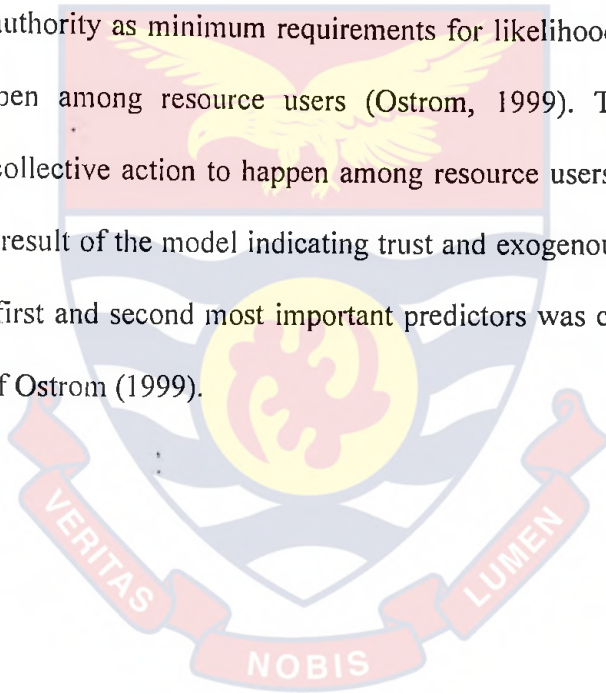 authority as minimum requirements for likelihood
pen among resource users (Ostrom, 1999). T
collective action to happen among resource users
result of the model indicating trust and exogenou
first and second most important predictors was c
f Ostrom (1999).
VERITAS
NOBIS
LUMEN